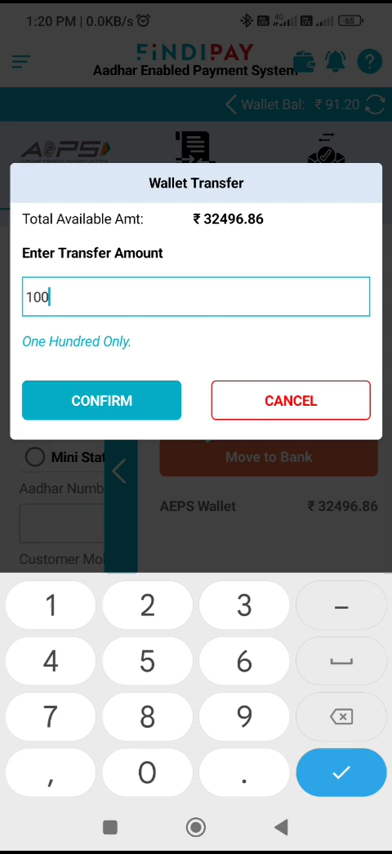 1:20 PM | 0.0KB/s
65
FiNDiPAY
Aadhar Enabled Payment System
?
Wallet Bal: ₹ 91.20
AePS
Wallet Transfer
Total Available Amt: ₹ 32496.86
Enter Transfer Amount
100
One Hundred Only.
CONFIRM CANCEL
Mini Stat
Move to Bank
Aadhar Numb
AEPS Wallet ₹ 32496.86
Customer Mo
1 2 3 –
4 5 6
7 8 9
, 0 .